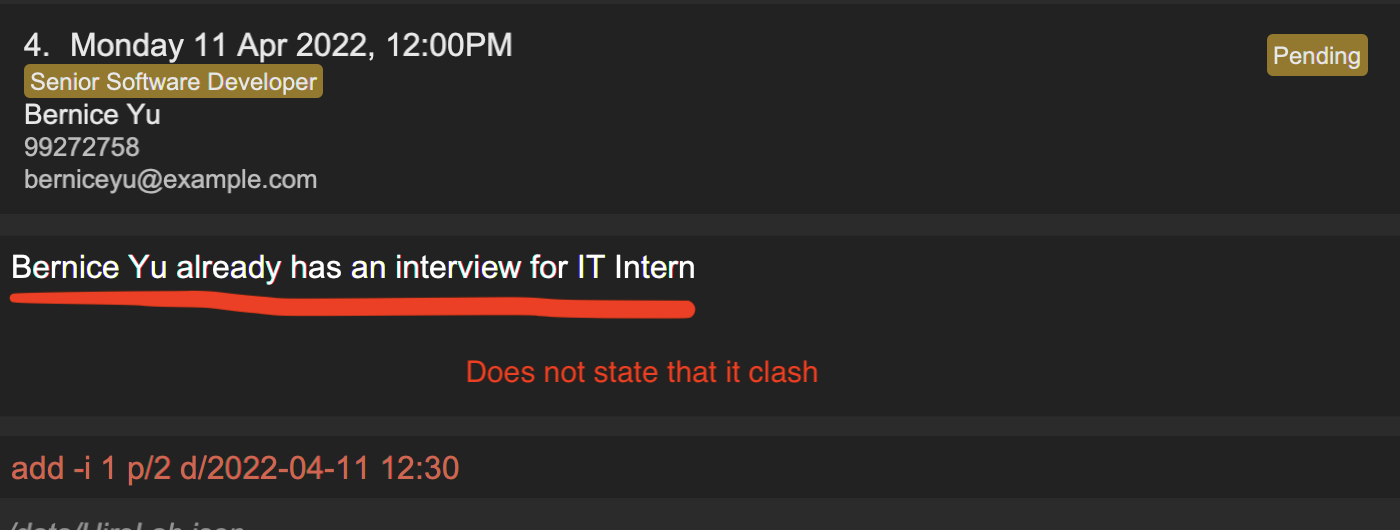 4. Monday 11 Apr 2022, 12:00PM
Pending
Senior Software Developer
Bernice Yu
99272758
berniceyu@example.com
Bernice Yu already has an interview for IT Intern
Does not state that it clash
add -i 1 p/2 d/2022-04-11 12:30